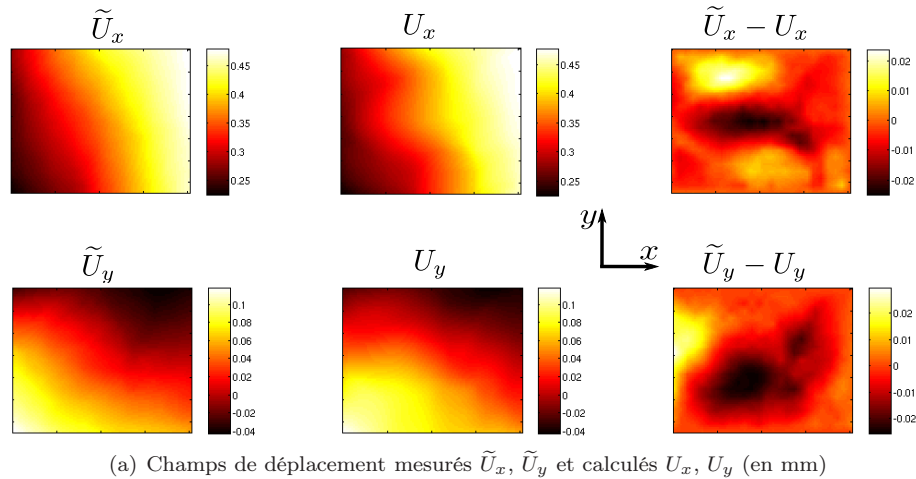 Ũ_x U_x Ũ_x − U_x
0.45 0.45 0.02
0.4 0.4 0.01
0.35 0.35 0
0.3 0.3 -0.01
0.25 0.25 -0.02
y x
Ũ_y U_y Ũ_y − U_y
0.1 0.1 0.02
0.08 0.08 0.01
0.06 0.06 0
0.04 0.04 -0.01
0.02 0.02 -0.02
0 0
-0.02 -0.02
-0.04 -0.04
(a) Champs de déplacement mesurés Ũ_x, Ũ_y et calculés U_x, U_y (en mm)